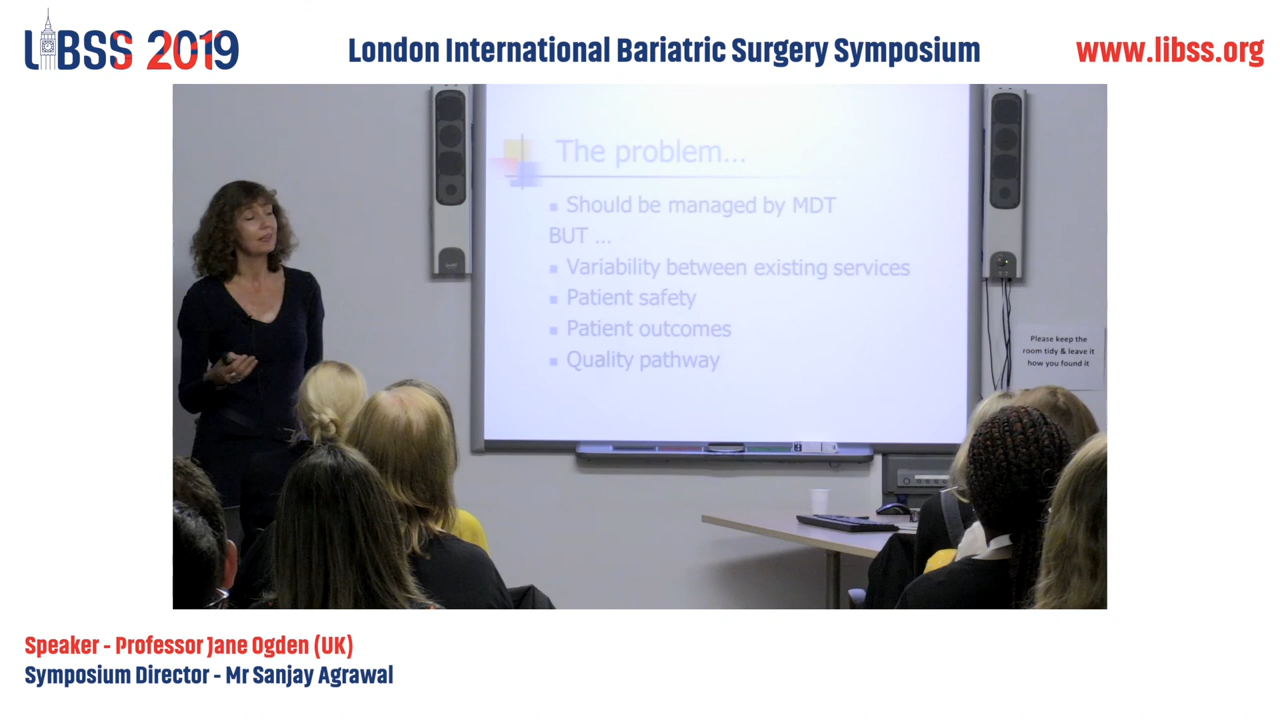 LIBSS 2019
London International Bariatric Surgery Symposium
www.libss.org
The problem...
Should be managed by MDT
BUT ...
Variability between existing services
Patient safety
Patient outcomes
Quality pathway
Please keep the
room tidy & leave it
how you found it
Speaker - Professor Jane Ogden (UK)
Symposium Director - Mr Sanjay Agrawal